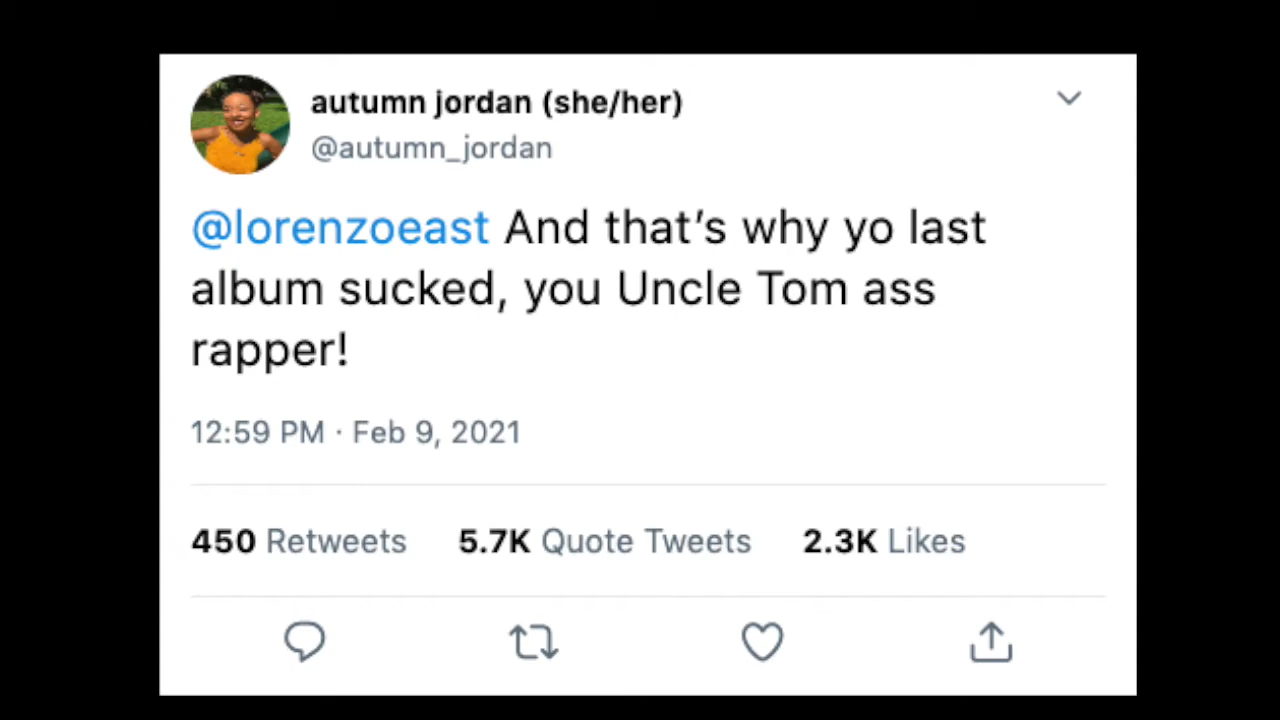 autumn jordan (she/her)
@autumn_jordan
@lorenzoeast And that’s why yo last
album sucked, you Uncle Tom ass
rapper!
12:59 PM · Feb 9, 2021
450 Retweets 5.7K Quote Tweets 2.3K Likes